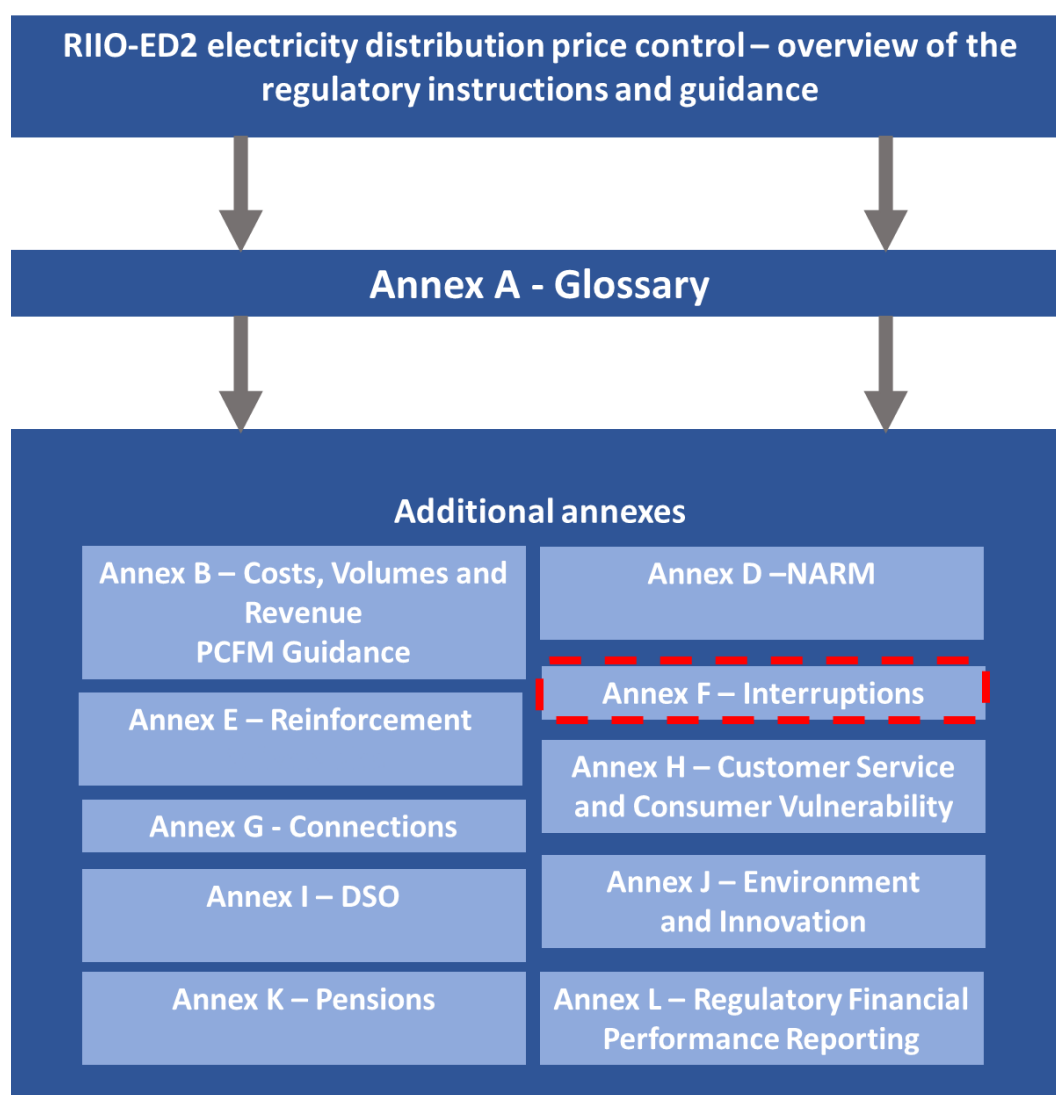 RIIO-ED2 electricity distribution price control – overview of the
regulatory instructions and guidance
Annex A - Glossary
Additional annexes
Annex B – Costs, Volumes and
Revenue
PCFM Guidance
Annex D –NARM
Annex E – Reinforcement
Annex F – Interruptions
Annex G - Connections
Annex H – Customer Service
and Consumer Vulnerability
Annex I – DSO
Annex J – Environment
and Innovation
Annex K – Pensions
Annex L – Regulatory Financial
Performance Reporting